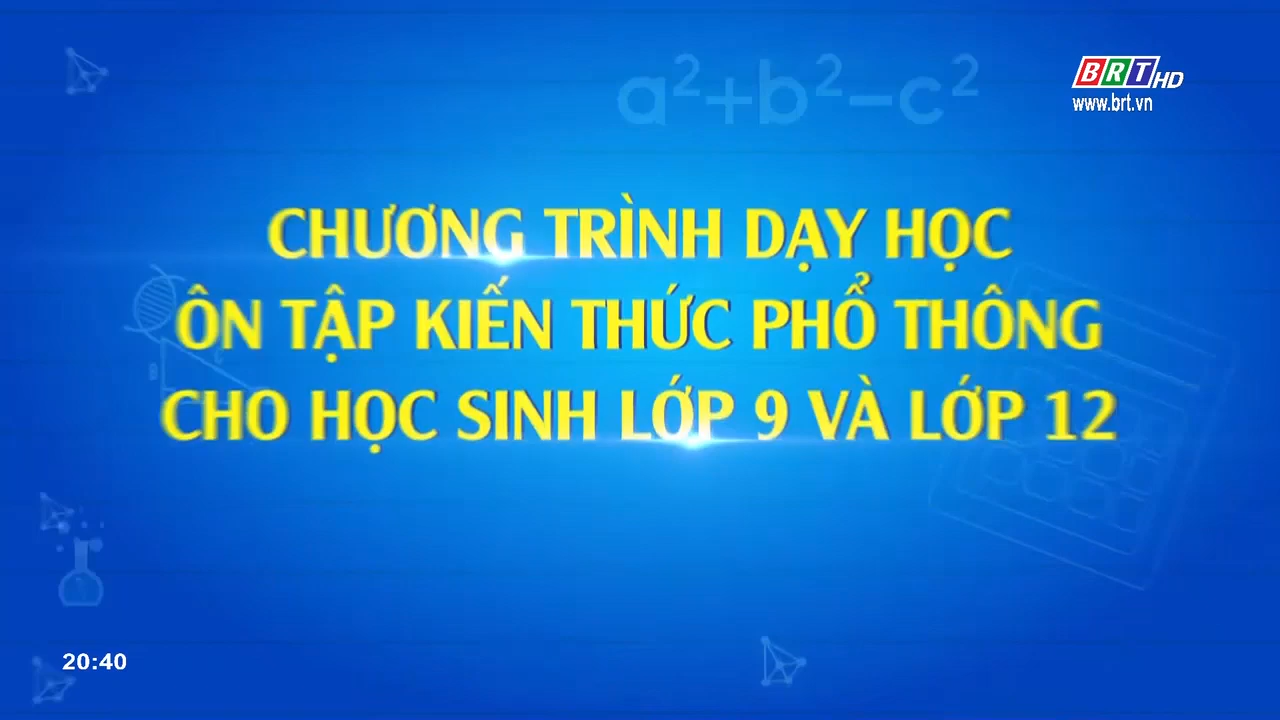 a²+b²−c²
BRT HD
www.brt.vn
CHƯƠNG TRÌNH DẠY HỌC
ÔN TẬP KIẾN THỨC PHỔ THÔNG
CHO HỌC SINH LỚP 9 VÀ LỚP 12
20:40